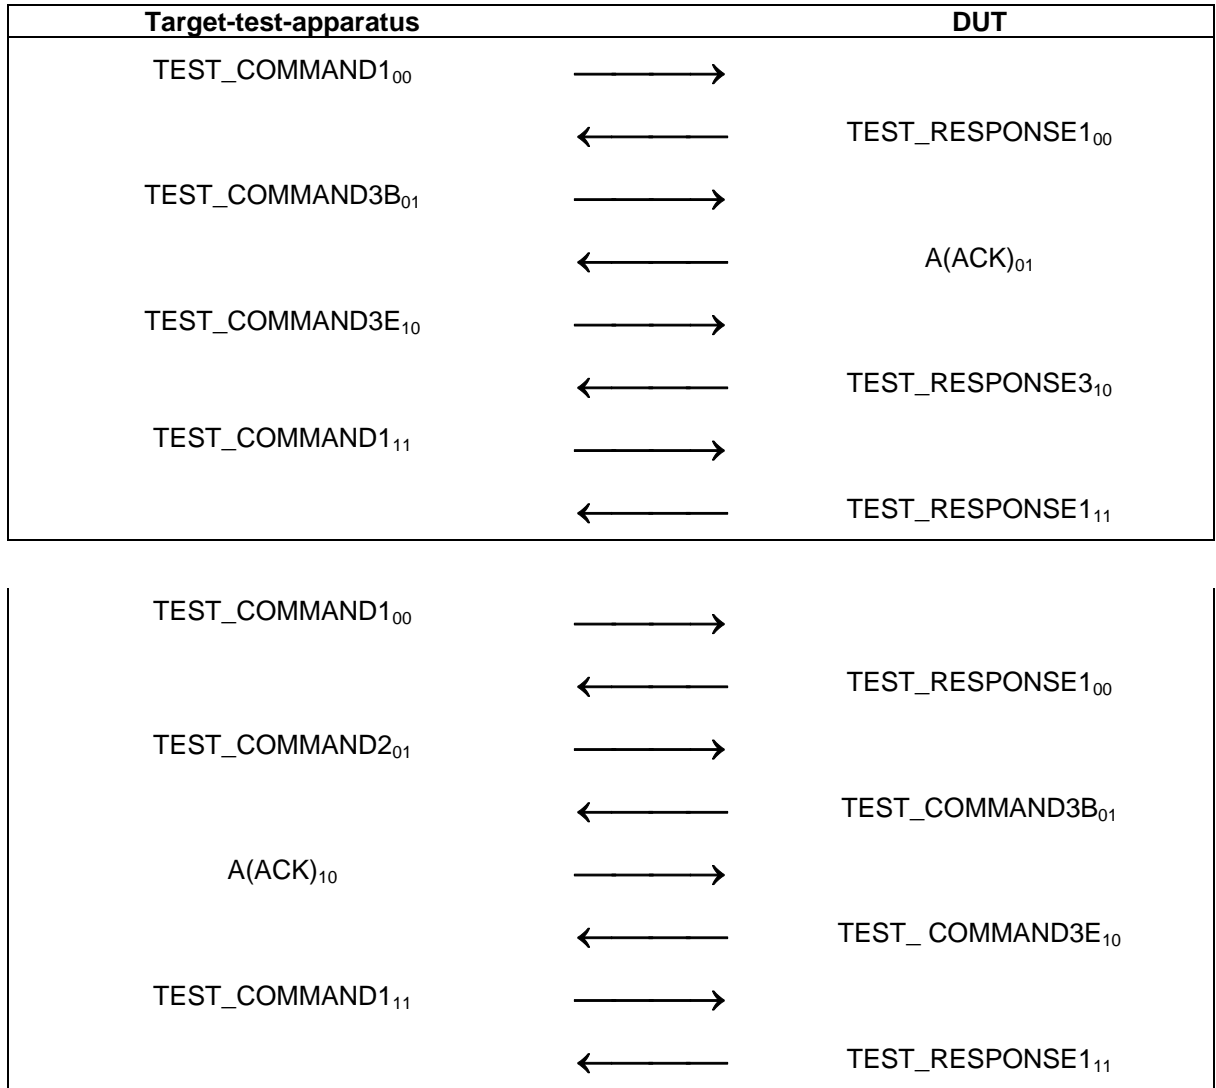 Target-test-apparatus DUT
TEST_COMMAND1₀₀
TEST_RESPONSE1₀₀
TEST_COMMAND3B₀₁
A(ACK)₀₁
TEST_COMMAND3E₁₀
TEST_RESPONSE3₁₀
TEST_COMMAND1₁₁
TEST_RESPONSE1₁₁
TEST_COMMAND1₀₀
TEST_RESPONSE1₀₀
TEST_COMMAND2₀₁
TEST_COMMAND3B₀₁
A(ACK)₁₀
TEST_ COMMAND3E₁₀
TEST_COMMAND1₁₁
TEST_RESPONSE1₁₁